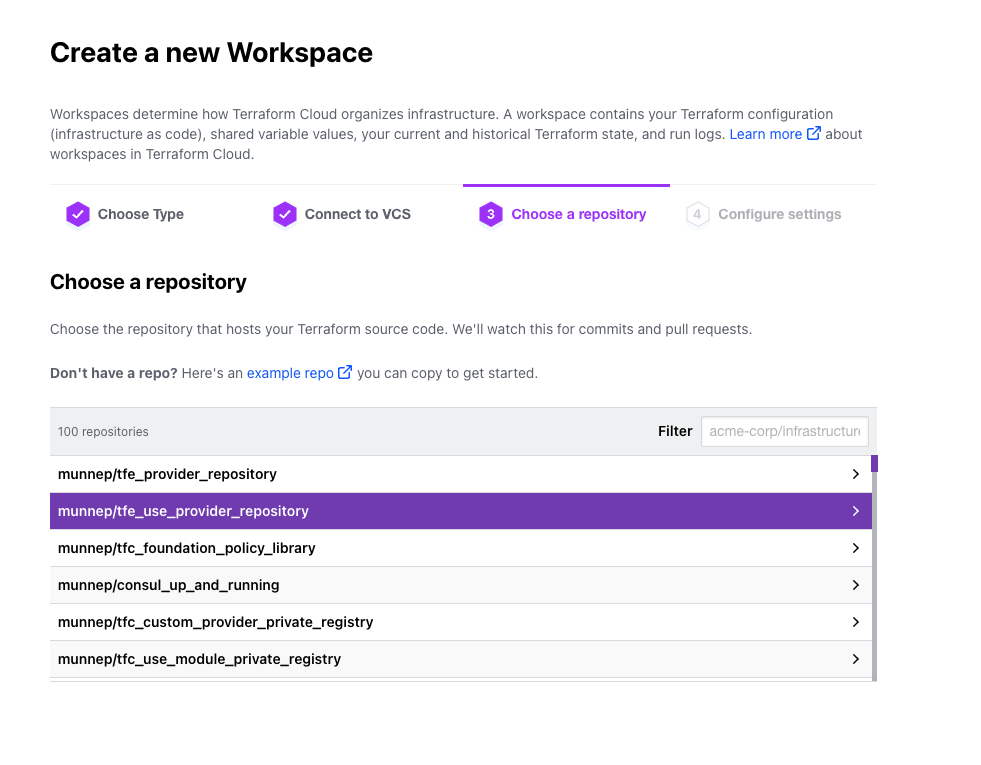 Create a new Workspace
Workspaces determine how Terraform Cloud organizes infrastructure. A workspace contains your Terraform configuration
(infrastructure as code), shared variable values, your current and historical Terraform state, and run logs. Learn more about
workspaces in Terraform Cloud.
Choose Type
Connect to VCS
3 Choose a repository
4 Configure settings
Choose a repository
Choose the repository that hosts your Terraform source code. We'll watch this for commits and pull requests.
Don't have a repo? Here's an example repo you can copy to get started.
100 repositories
Filter acme-corp/infrastructure
munnep/tfe_provider_repository
munnep/tfe_use_provider_repository
munnep/tfc_foundation_policy_library
munnep/consul_up_and_running
munnep/tfc_custom_provider_private_registry
munnep/tfc_use_module_private_registry